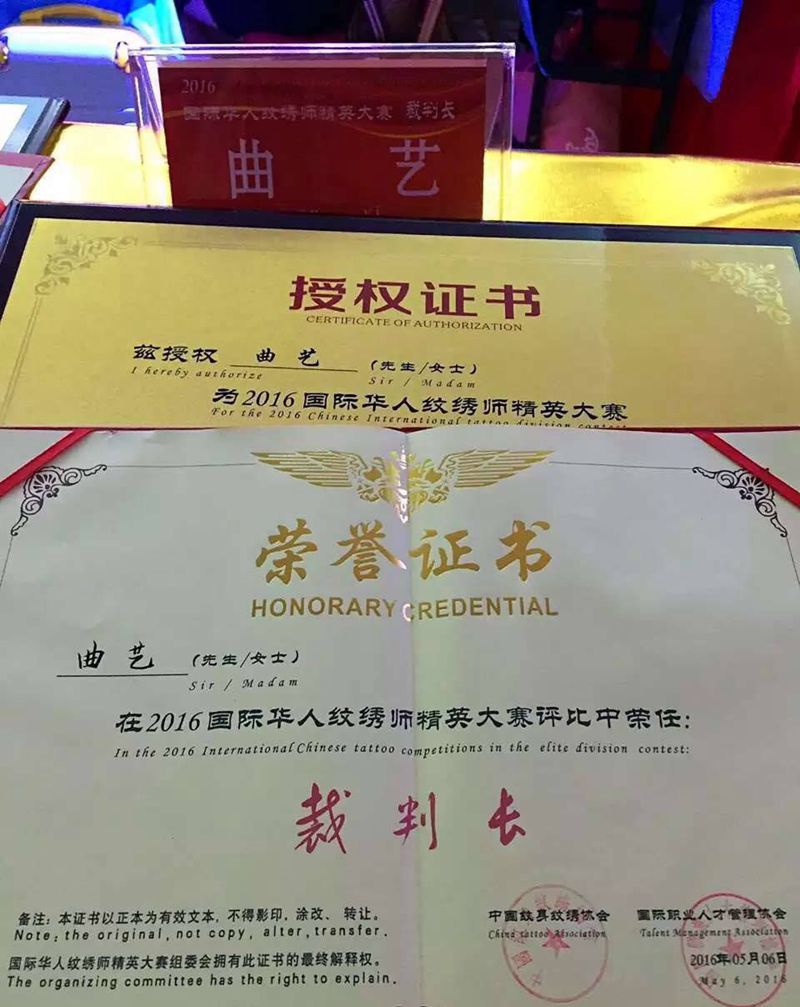 2016
国际华人纹绣师精英大赛 裁判长
曲 艺
授权证书
CERTIFICATE OF AUTHORIZATION
兹授权 曲艺 (先生/女士)
I hereby authorize Sir / Madam
为2016国际华人纹绣师精英大赛
For the 2016 Chinese International tattoo division contest
荣誉证书
HONORARY CREDENTIAL
曲艺 (先生/女士)
Sir / Madam
在2016国际华人纹绣师精英大赛评比中荣任:
In the 2016 International Chinese tattoo competitions in the elite division contest:
裁判长
备注:本证书以正本为有效文本,不得影印,涂改、转让。
Note: the original, not copy, alter, transfer.
国际华人纹绣师精英大赛组委会拥有此证书的最终解释权。
The organizing committee has the right to explain.
中国纹身纹绣协会
China tattoo Association
国际职业人才管理协会
Talent Management Association
2016年05月06日
May 6, 2016